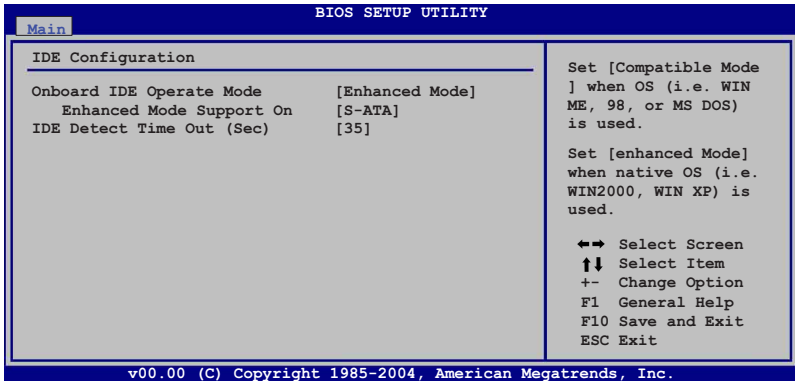 BIOS SETUP UTILITY
Main
IDE Configuration
Onboard IDE Operate Mode [Enhanced Mode]
Enhanced Mode Support On [S-ATA]
IDE Detect Time Out (Sec) [35]
Set [Compatible Mode
] when OS (i.e. WIN
ME, 98, or MS DOS)
is used.
Set [enhanced Mode]
when native OS (i.e.
WIN2000, WIN XP) is
used.
←→ Select Screen
↑↓ Select Item
+- Change Option
F1 General Help
F10 Save and Exit
ESC Exit
v00.00 (C) Copyright 1985-2004, American Megatrends, Inc.